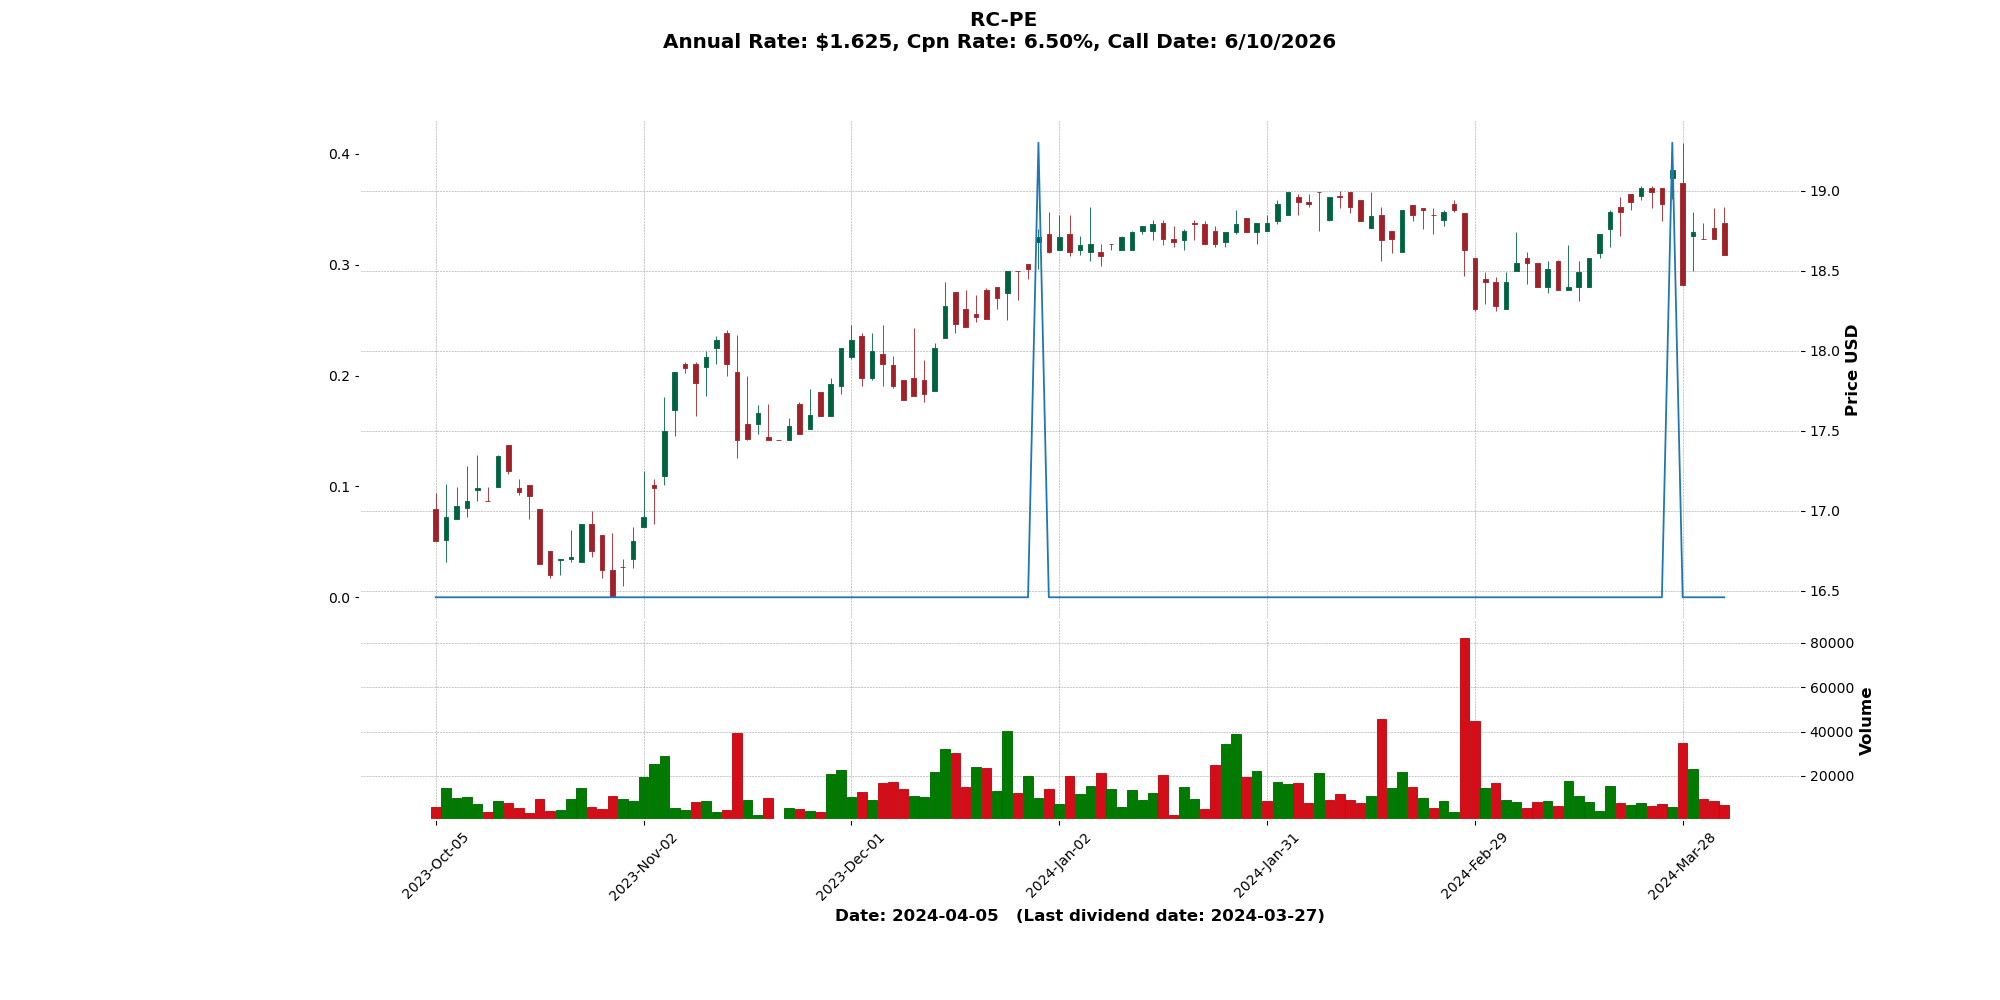 RC-PE
Annual Rate: $1.625, Cpn Rate: 6.50%, Call Date: 6/10/2026
0.4
0.3
0.2
0.1
0.0
19.0
18.5
18.0
17.5
17.0
16.5
Price USD
80000
60000
40000
20000
Volume
2023-Oct-05
2023-Nov-02
2023-Dec-01
2024-Jan-02
2024-Jan-31
2024-Feb-29
2024-Mar-28
Date: 2024-04-05   (Last dividend date: 2024-03-27)